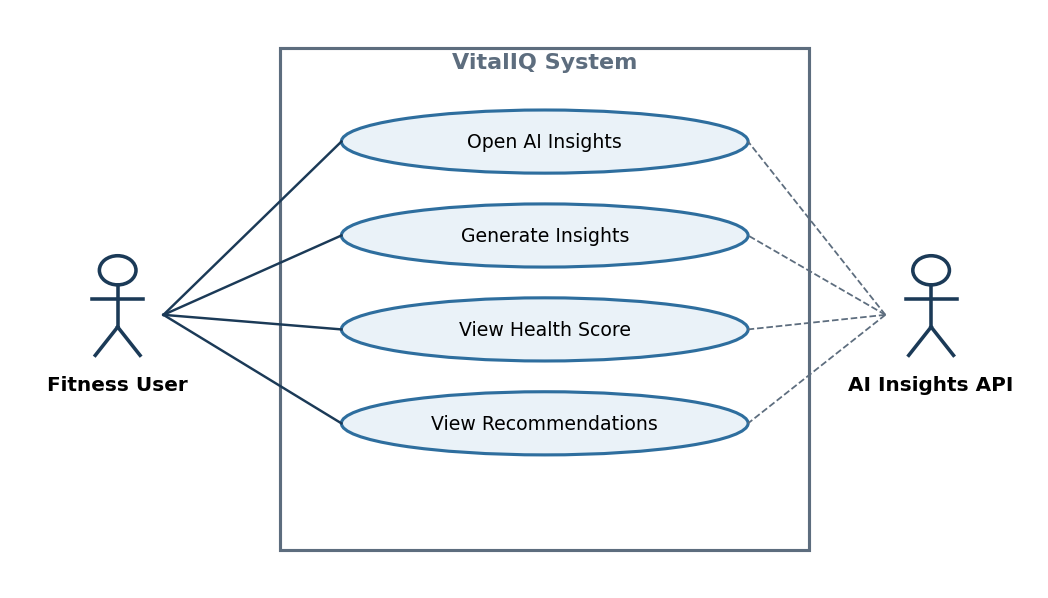 VitalIQ System
Open AI Insights
Generate Insights
View Health Score
View Recommendations
Fitness User
AI Insights API